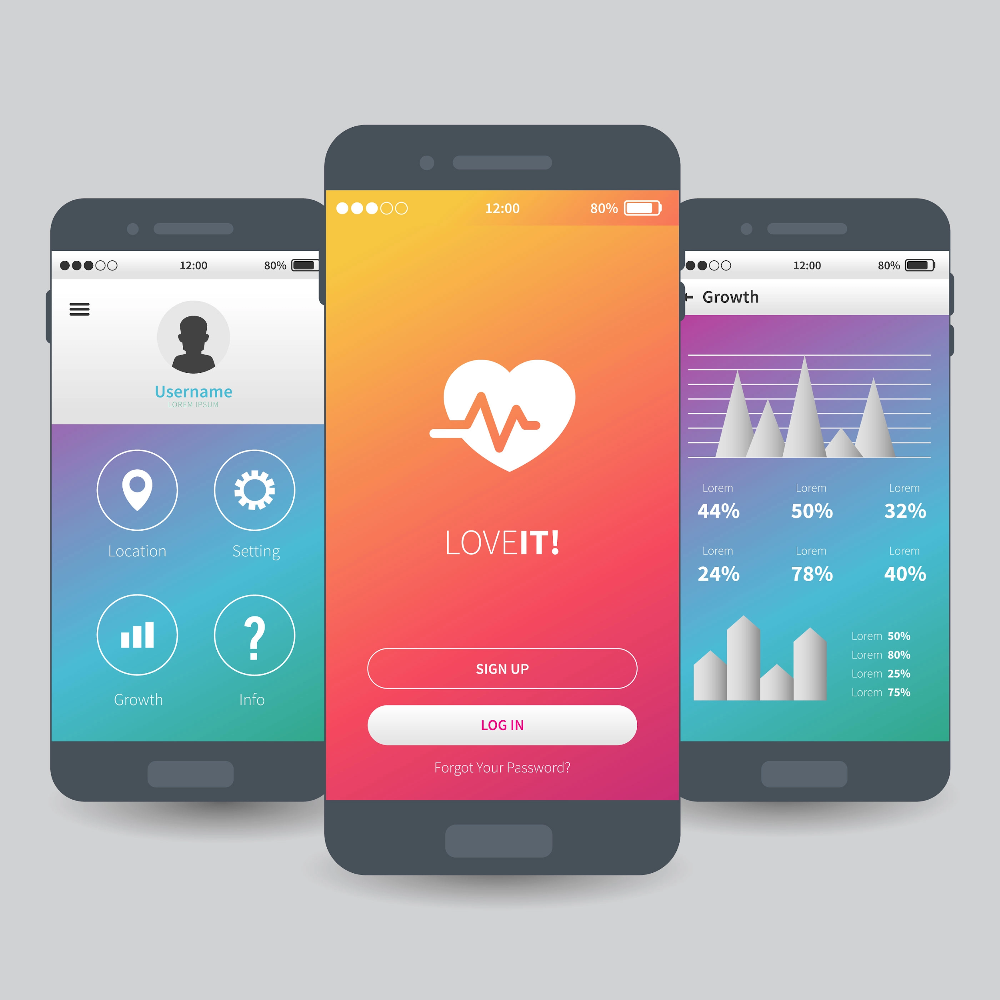 12:00 80%
Username
LOREM IPSUM
Location Setting
Growth Info
12:00 80%
LOVEIT!
SIGN UP
LOG IN
Forgot Your Password?
12:00 80%
Growth
Lorem Lorem Lorem
44% 50% 32%
Lorem Lorem Lorem
24% 78% 40%
Lorem 50%
Lorem 80%
Lorem 25%
Lorem 75%